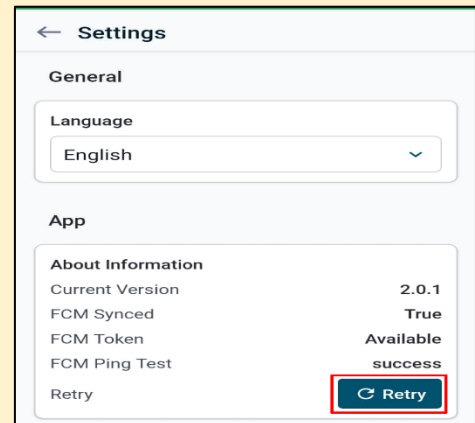 Settings
General
Language
English
App
About Information
Current Version 2.0.1
FCM Synced True
FCM Token Available
FCM Ping Test success
Retry Retry